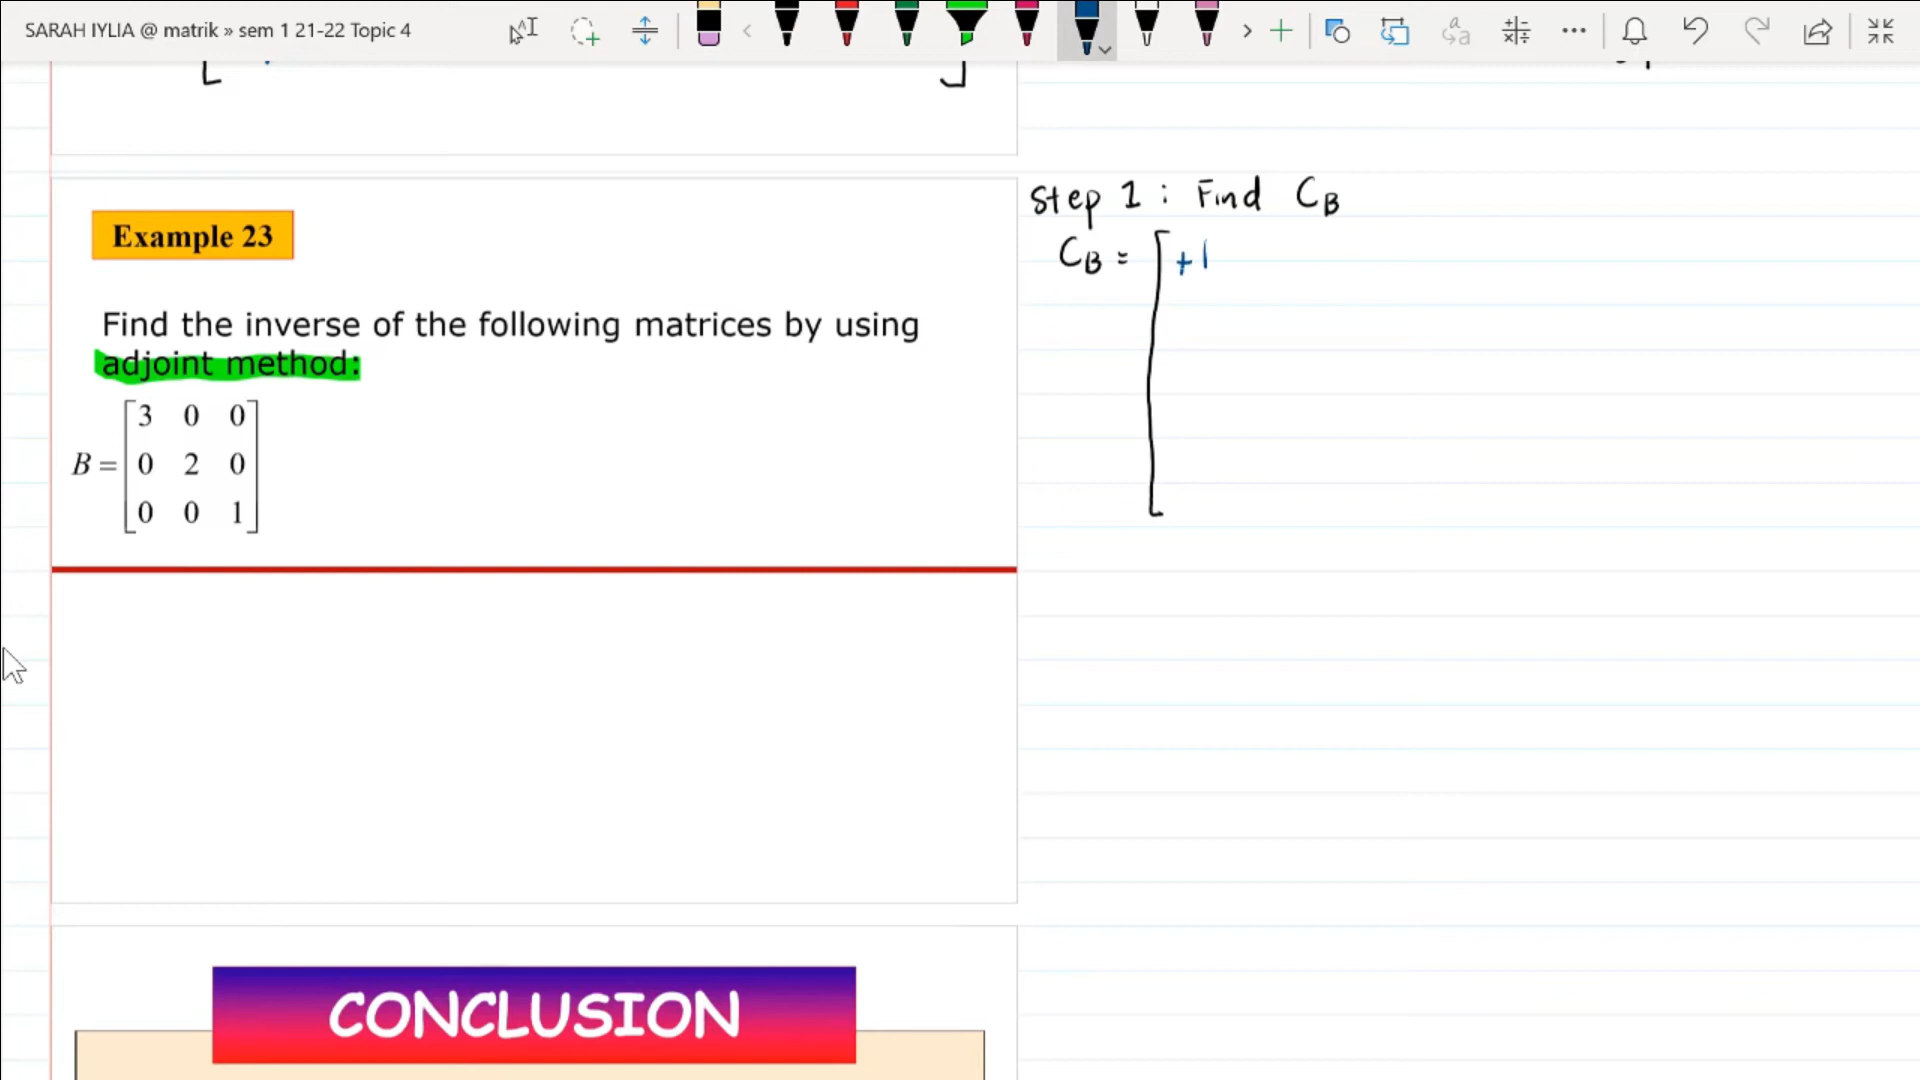 SARAH IYLIA @ matrik » sem 1 21-22 Topic 4
Example 23
Find the inverse of the following matrices by using
adjoint method:
B = [3 0 0
0 2 0
0 0 1]
Step 1 : Find C_B
C_B = [ + |
CONCLUSION